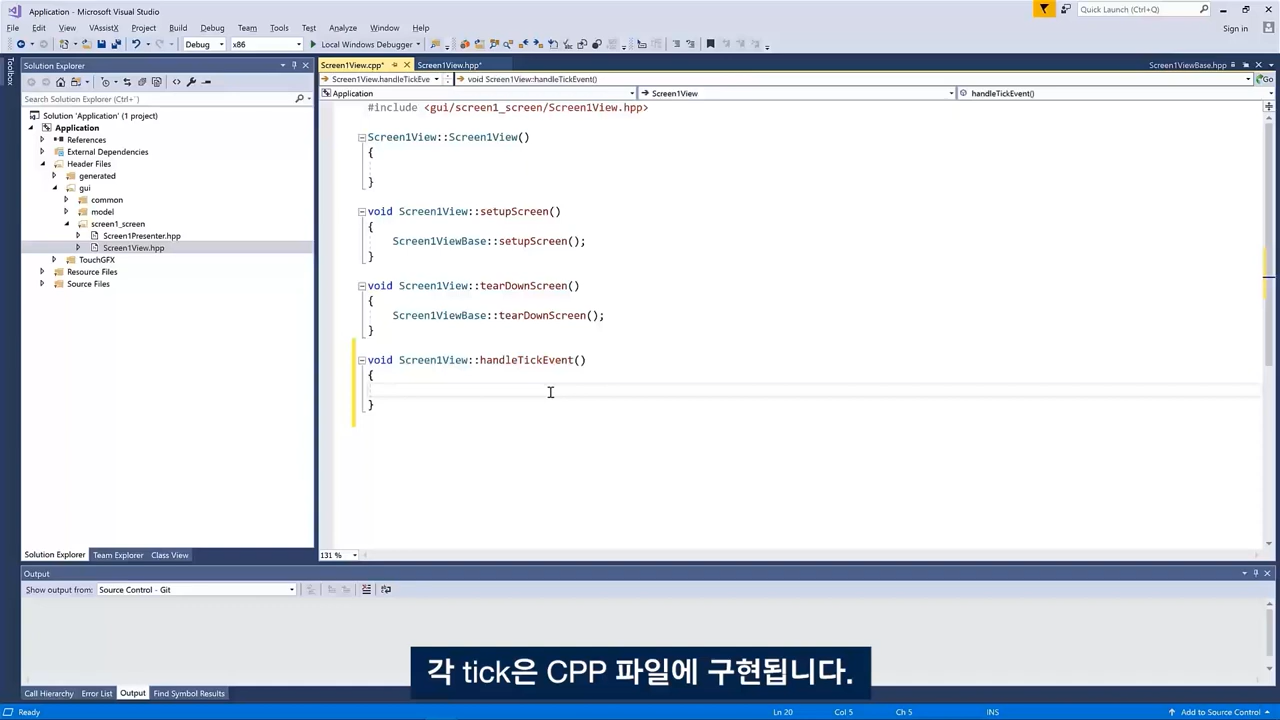 Application - Microsoft Visual Studio
Quick Launch (Ctrl+Q)
File Edit View VAssistX Project Build Debug Team Tools Test Analyze Window Help
Sign in
Debug x86 Local Windows Debugger
Toolbox
Solution Explorer
Search Solution Explorer (Ctrl+;)
Solution 'Application' (1 project)
Application
References
External Dependencies
Header Files
generated
gui
common
model
screen1_screen
Screen1Presenter.hpp
Screen1View.hpp
TouchGFX
Resource Files
Source Files
Solution Explorer Team Explorer Class View
Screen1View.cpp* Screen1View.hpp* Screen1ViewBase.hpp
Screen1View.handleTickEve void Screen1View::handleTickEvent() Go
Application Screen1View handleTickEvent()
#include <gui/screen1_screen/Screen1View.hpp>
Screen1View::Screen1View()
{
}
void Screen1View::setupScreen()
{
Screen1ViewBase::setupScreen();
}
void Screen1View::tearDownScreen()
{
Screen1ViewBase::tearDownScreen();
}
void Screen1View::handleTickEvent()
{
}
131 %
Output
Show output from: Source Control - Git
각 tick은 CPP 파일에 구현됩니다.
Call Hierarchy Error List Output Find Symbol Results
Ready Ln 20 Col 5 Ch 5 INS Add to Source Control